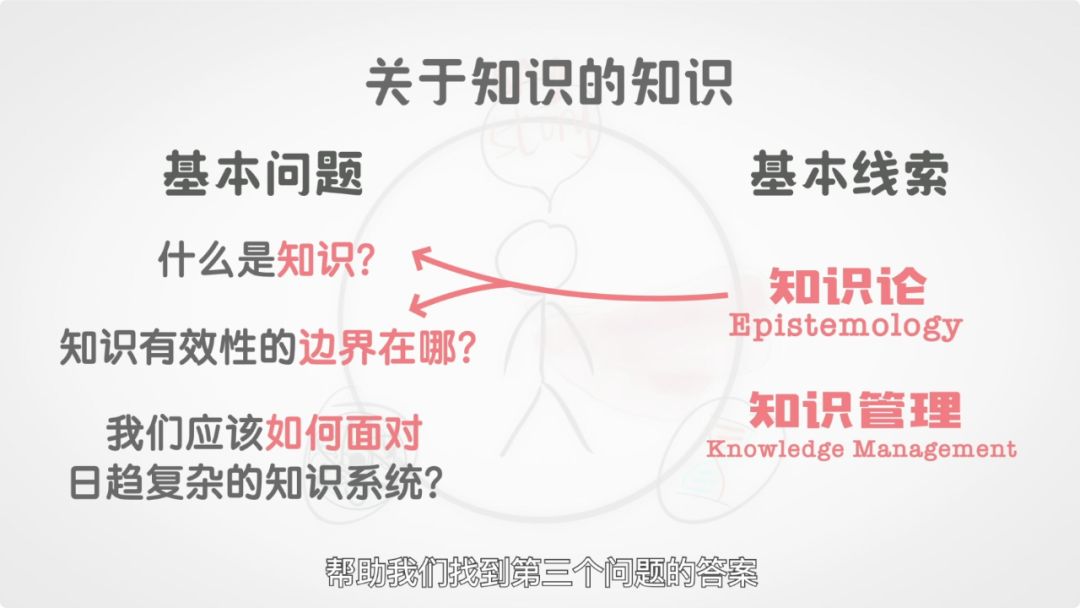 关于知识的知识
基本问题
什么是知识?
知识有效性的边界在哪?
我们应该如何面对
日趋复杂的知识系统?
基本线索
知识论
Epistemology
知识管理
Knowledge Management
帮助我们找到第三个问题的答案